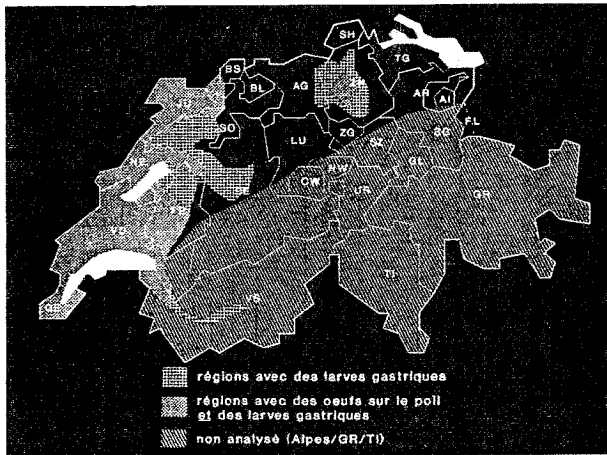 SH
TG
BS
BL
AG
ZH
AR
AI
JU
SO
FL
SG
LU
ZG
SZ
NE
BE
GL
OW
NW
UR
GR
FR
VD
TI
VS
GE
régions avec des larves gastriques
régions avec des oeufs sur le poil
et des larves gastriques
non analysé (Alpes/GR/TI)